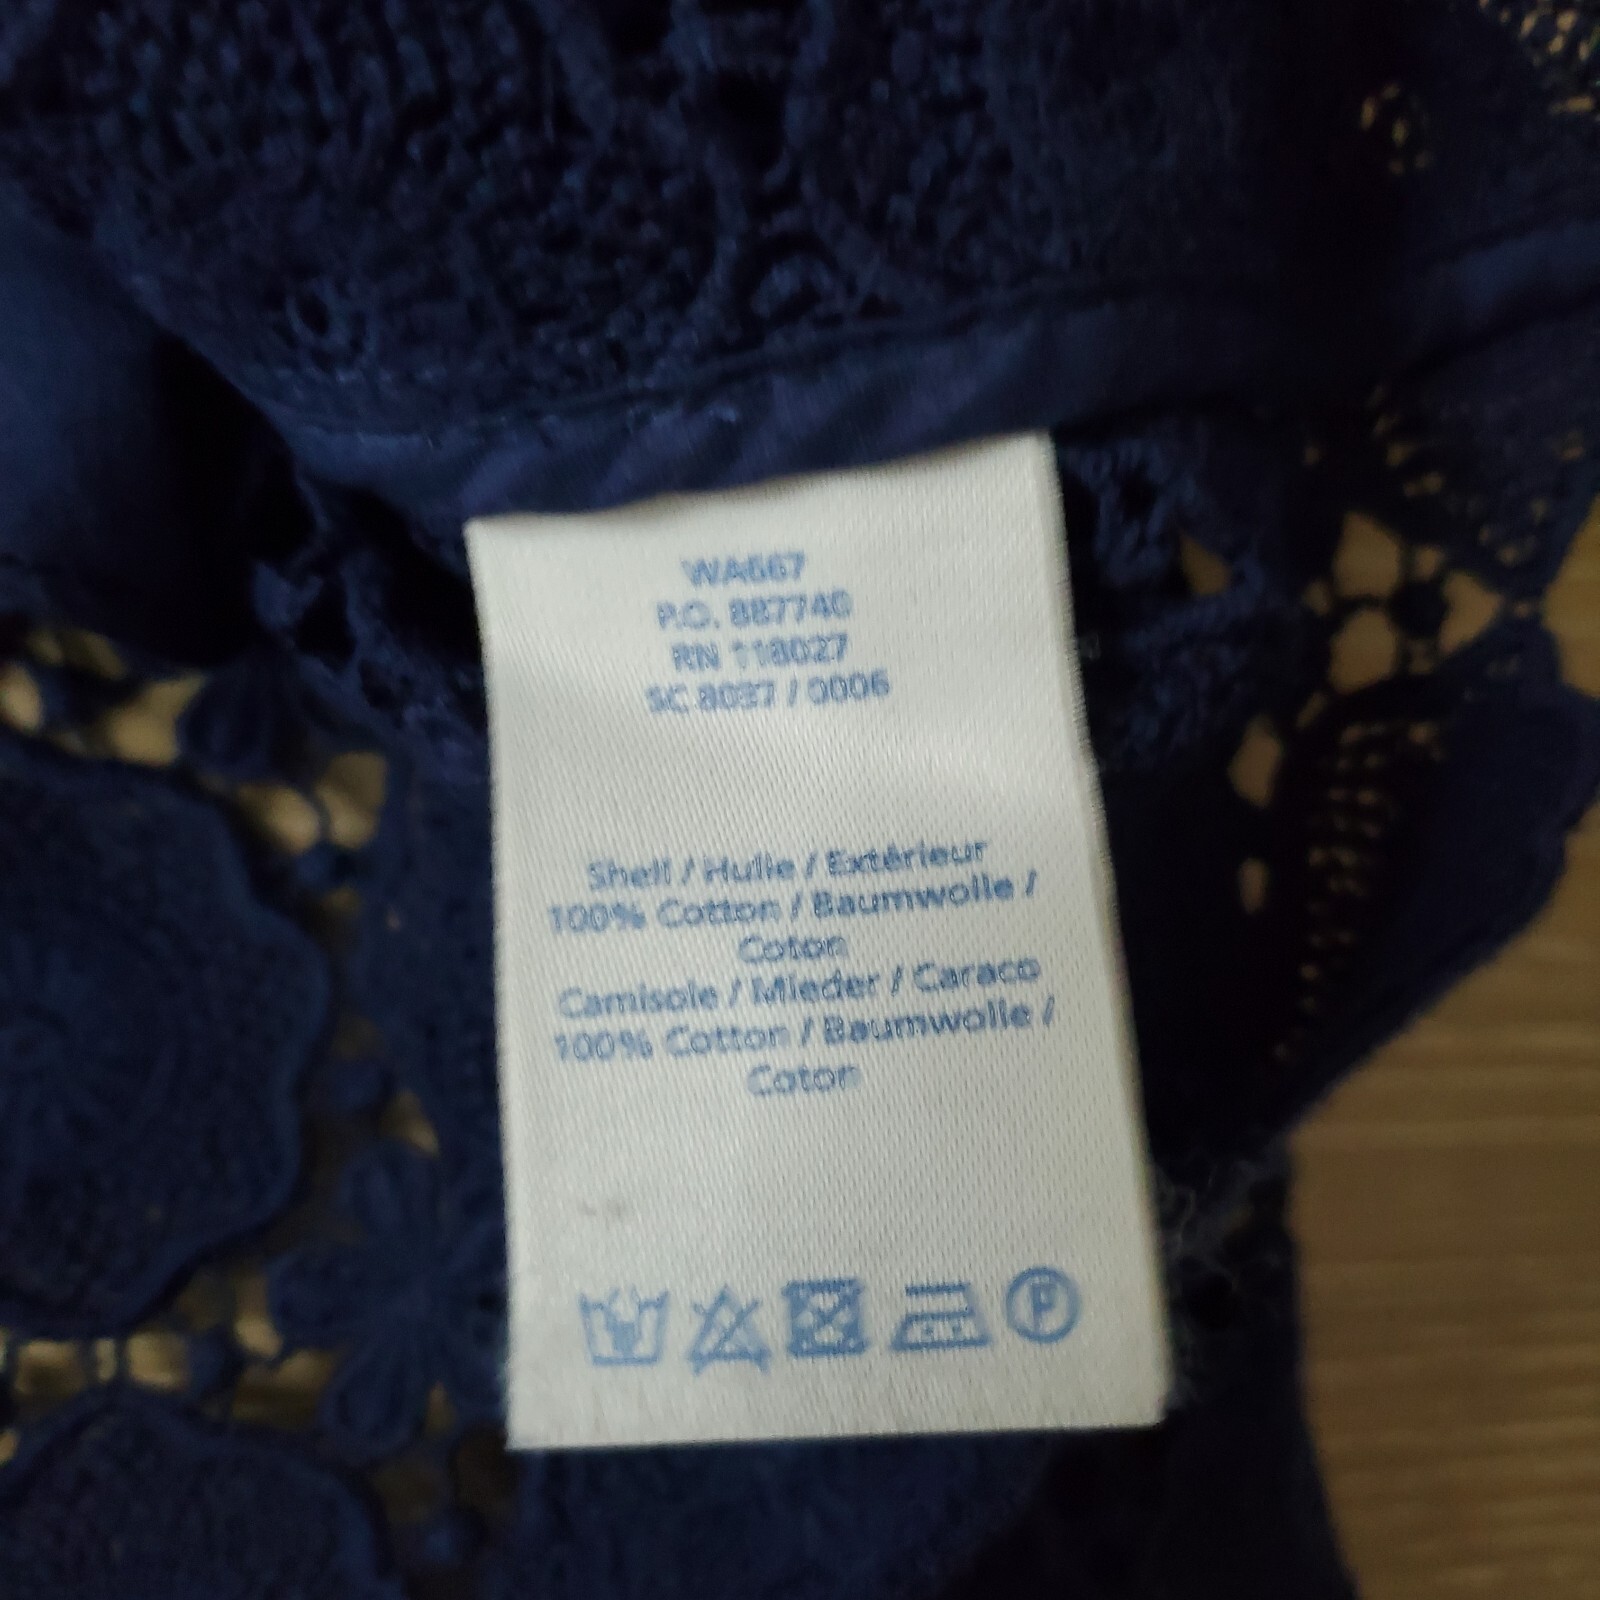 WA667
P.O. 887740
RN 118027
SC 8037 / 0006
Shell / Hulle / Extérieur
100% Cotton / Baumwolle /
Coton
Camisole / Mieder / Caraco
100% Cotton / Baumwolle /
Coton
P